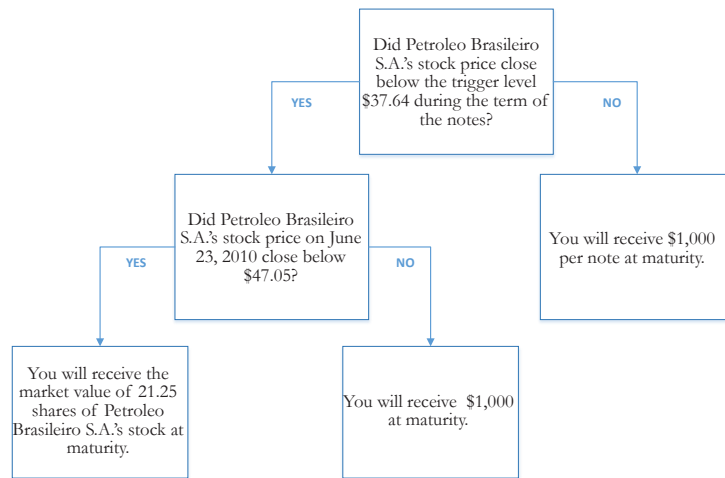 Did Petroleo Brasileiro
S.A.'s stock price close
below the trigger level
$37.64 during the term of
the notes?
YES
NO
Did Petroleo Brasileiro
S.A.'s stock price on June
23, 2010 close below
$47.05?
You will receive $1,000
per note at maturity.
YES
NO
You will receive the
market value of 21.25
shares of Petroleo
Brasileiro S.A.'s stock at
maturity.
You will receive $1,000
at maturity.